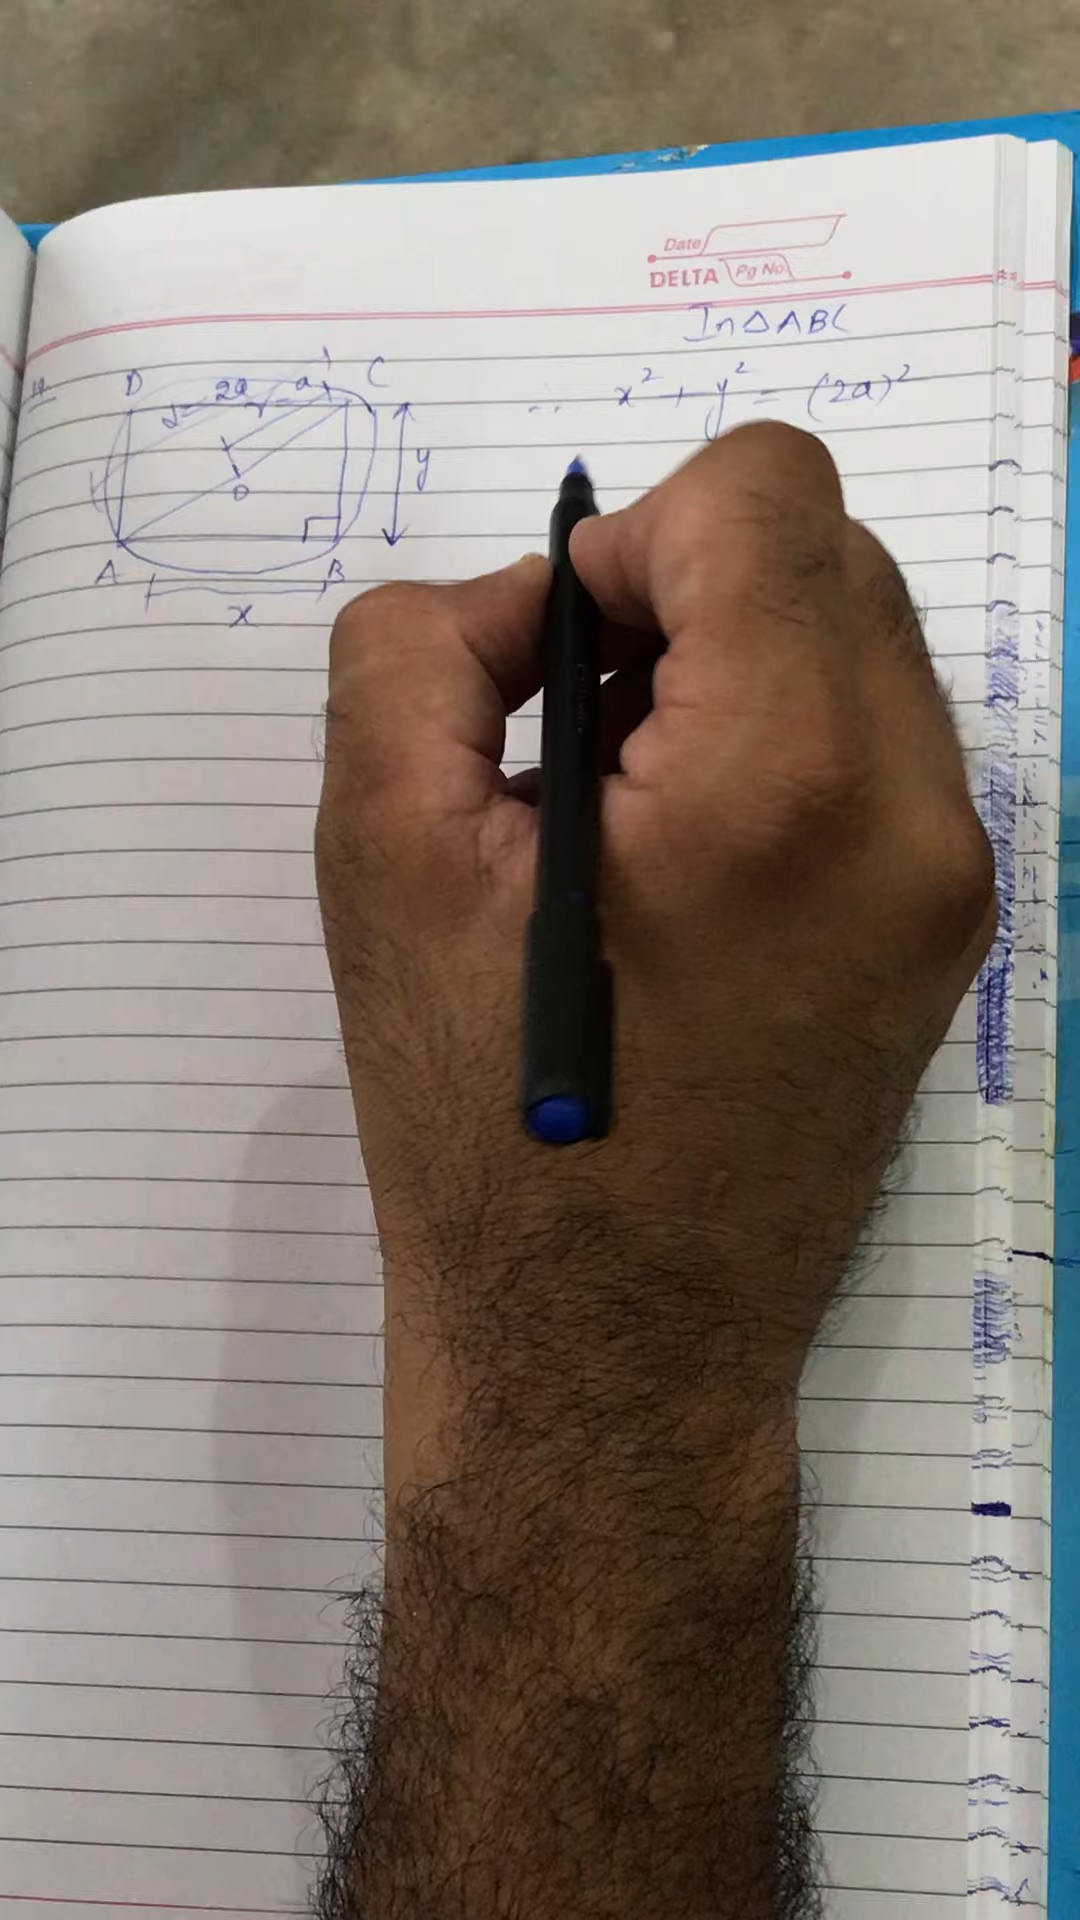 Date
DELTA Pg No.
In △ ABC
D
C
d = 2a
r = a
∴ x² + y² = (2a)²
y
O
A
B
x